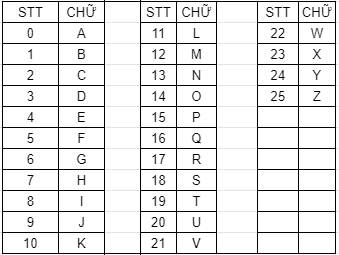 STT CHỮ STT CHỮ STT CHỮ
0 A 11 L 22 W
1 B 12 M 23 X
2 C 13 N 24 Y
3 D 14 O 25 Z
4 E 15 P
5 F 16 Q
6 G 17 R
7 H 18 S
8 I 19 T
9 J 20 U
10 K 21 V